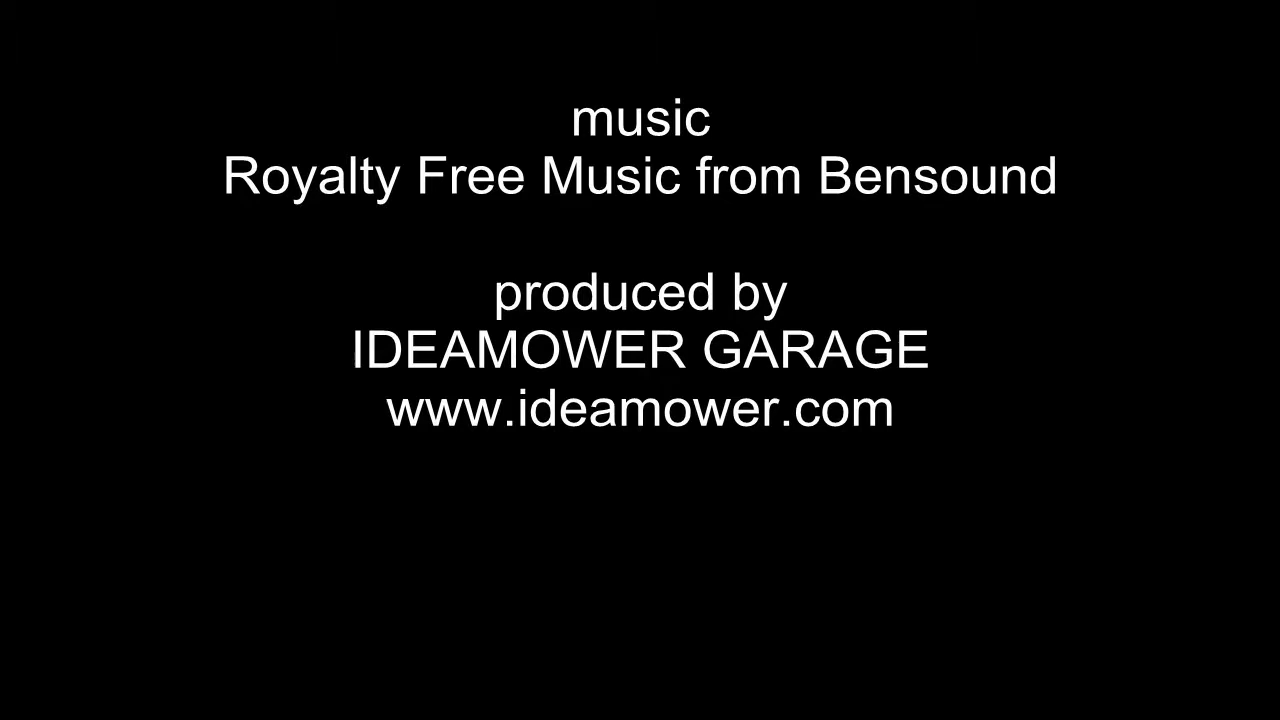 music
Royalty Free Music from Bensound
produced by
IDEAMOWER GARAGE
www.ideamower.com